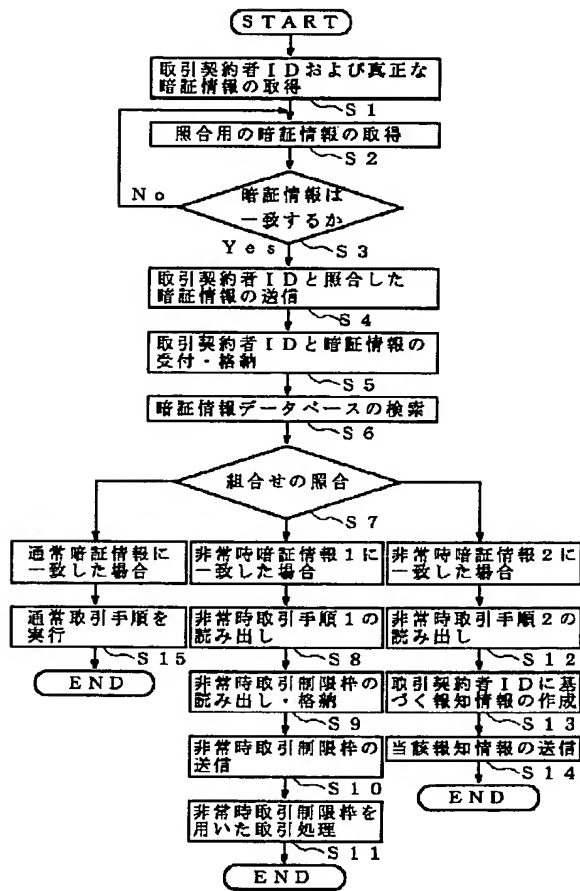 START
取引契約者IDおよび真正な
暗証情報の取得
S1
照合用の暗証情報の取得
S2
No
暗証情報は
一致するか
Yes
S3
取引契約者IDと照合した
暗証情報の送信
S4
取引契約者IDと暗証情報の
受付・格納
S5
暗証情報データベースの検索
S6
組合せの照合
S7
通常暗証情報に
一致した場合
通常取引手順を
実行
S15
END
非常時暗証情報1に
一致した場合
非常時取引手順1の
読み出し
S8
非常時取引制限枠の
読み出し・格納
S9
非常時取引制限枠の
送信
S10
非常時取引制限枠を
用いた取引処理
S11
END
非常時暗証情報2に
一致した場合
非常時取引手順2の
読み出し
S12
取引契約者IDに基
づく報知情報の作成
S13
当該報知情報の送信
S14
END